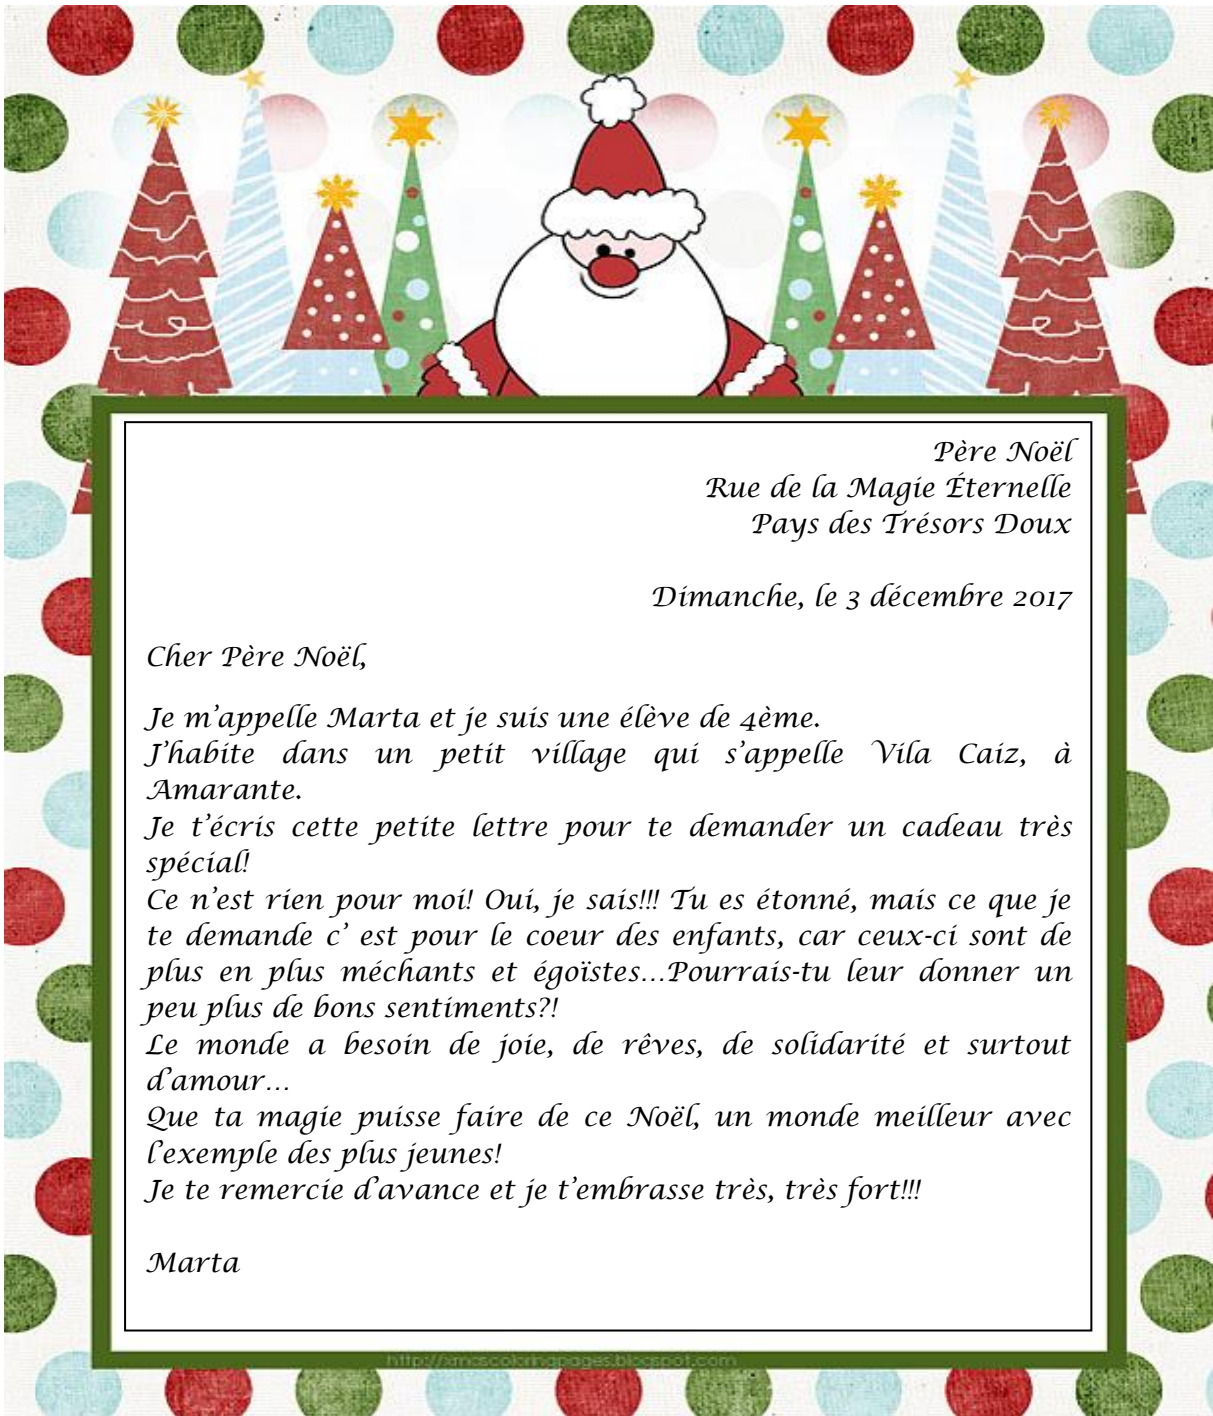 Père Noël
Rue de la Magie Éternelle
Pays des Trésors Doux
Dimanche, le 3 décembre 2017
Cher Père Noël,
Je m’appelle Marta et je suis une élève de 4ème.
J’habite dans un petit village qui s’appelle Vila Caiz, à
Amarante.
Je t’écris cette petite lettre pour te demander un cadeau très
spécial!
Ce n’est rien pour moi! Oui, je sais!!! Tu es étonné, mais ce que je
te demande c’ est pour le coeur des enfants, car ceux-ci sont de
plus en plus méchants et égoïstes…Pourrais-tu leur donner un
peu plus de bons sentiments?!
Le monde a besoin de joie, de rêves, de solidarité et surtout
d’amour…
Que ta magie puisse faire de ce Noël, un monde meilleur avec
l’exemple des plus jeunes!
Je te remercie d’avance et je t’embrasse très, très fort!!!
Marta
http://xmascoloringpages.blogspot.com